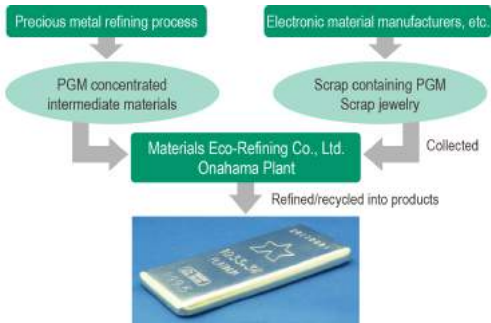 Precious metal refining process
Electronic material manufacturers, etc.
PGM concentrated
intermediate materials
Scrap containing PGM
Scrap jewelry
Materials Eco-Refining Co., Ltd.
Onahama Plant
Collected
Refined/recycled into products